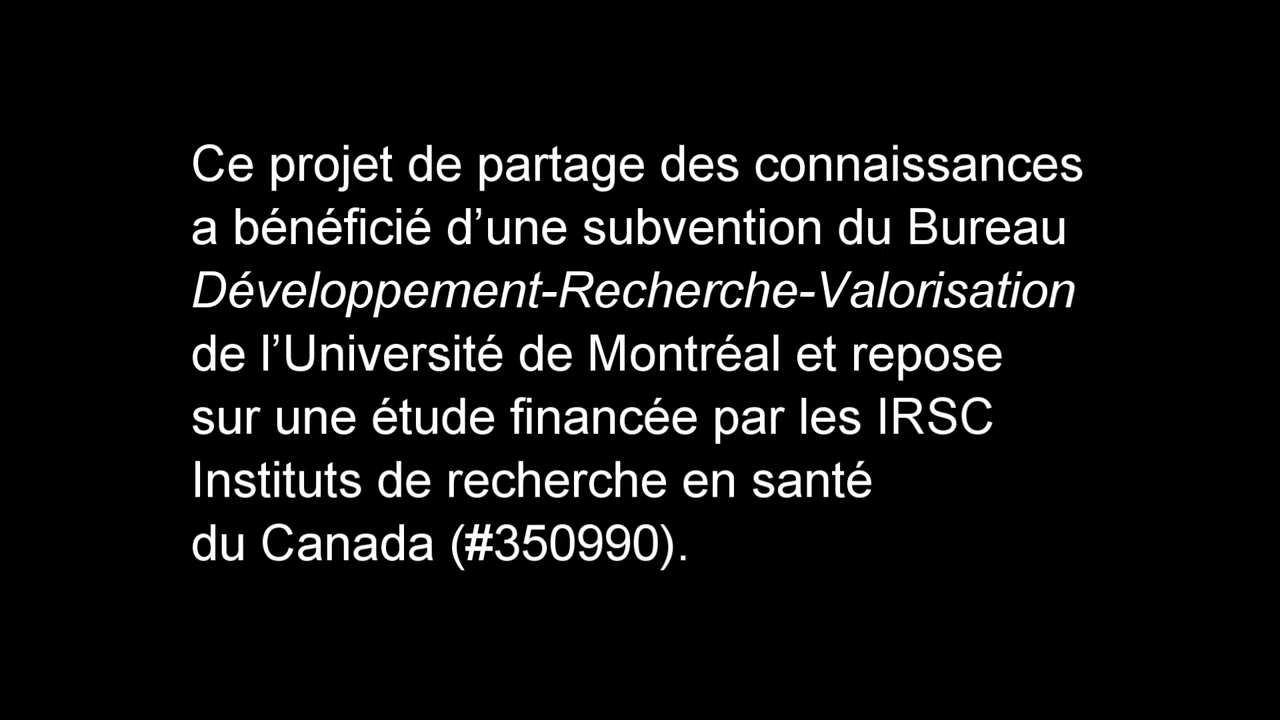 Ce projet de partage des connaissances
a bénéficié d’une subvention du Bureau
Développement-Recherche-Valorisation
de l’Université de Montréal et repose
sur une étude financée par les IRSC
Instituts de recherche en santé
du Canada (#350990).